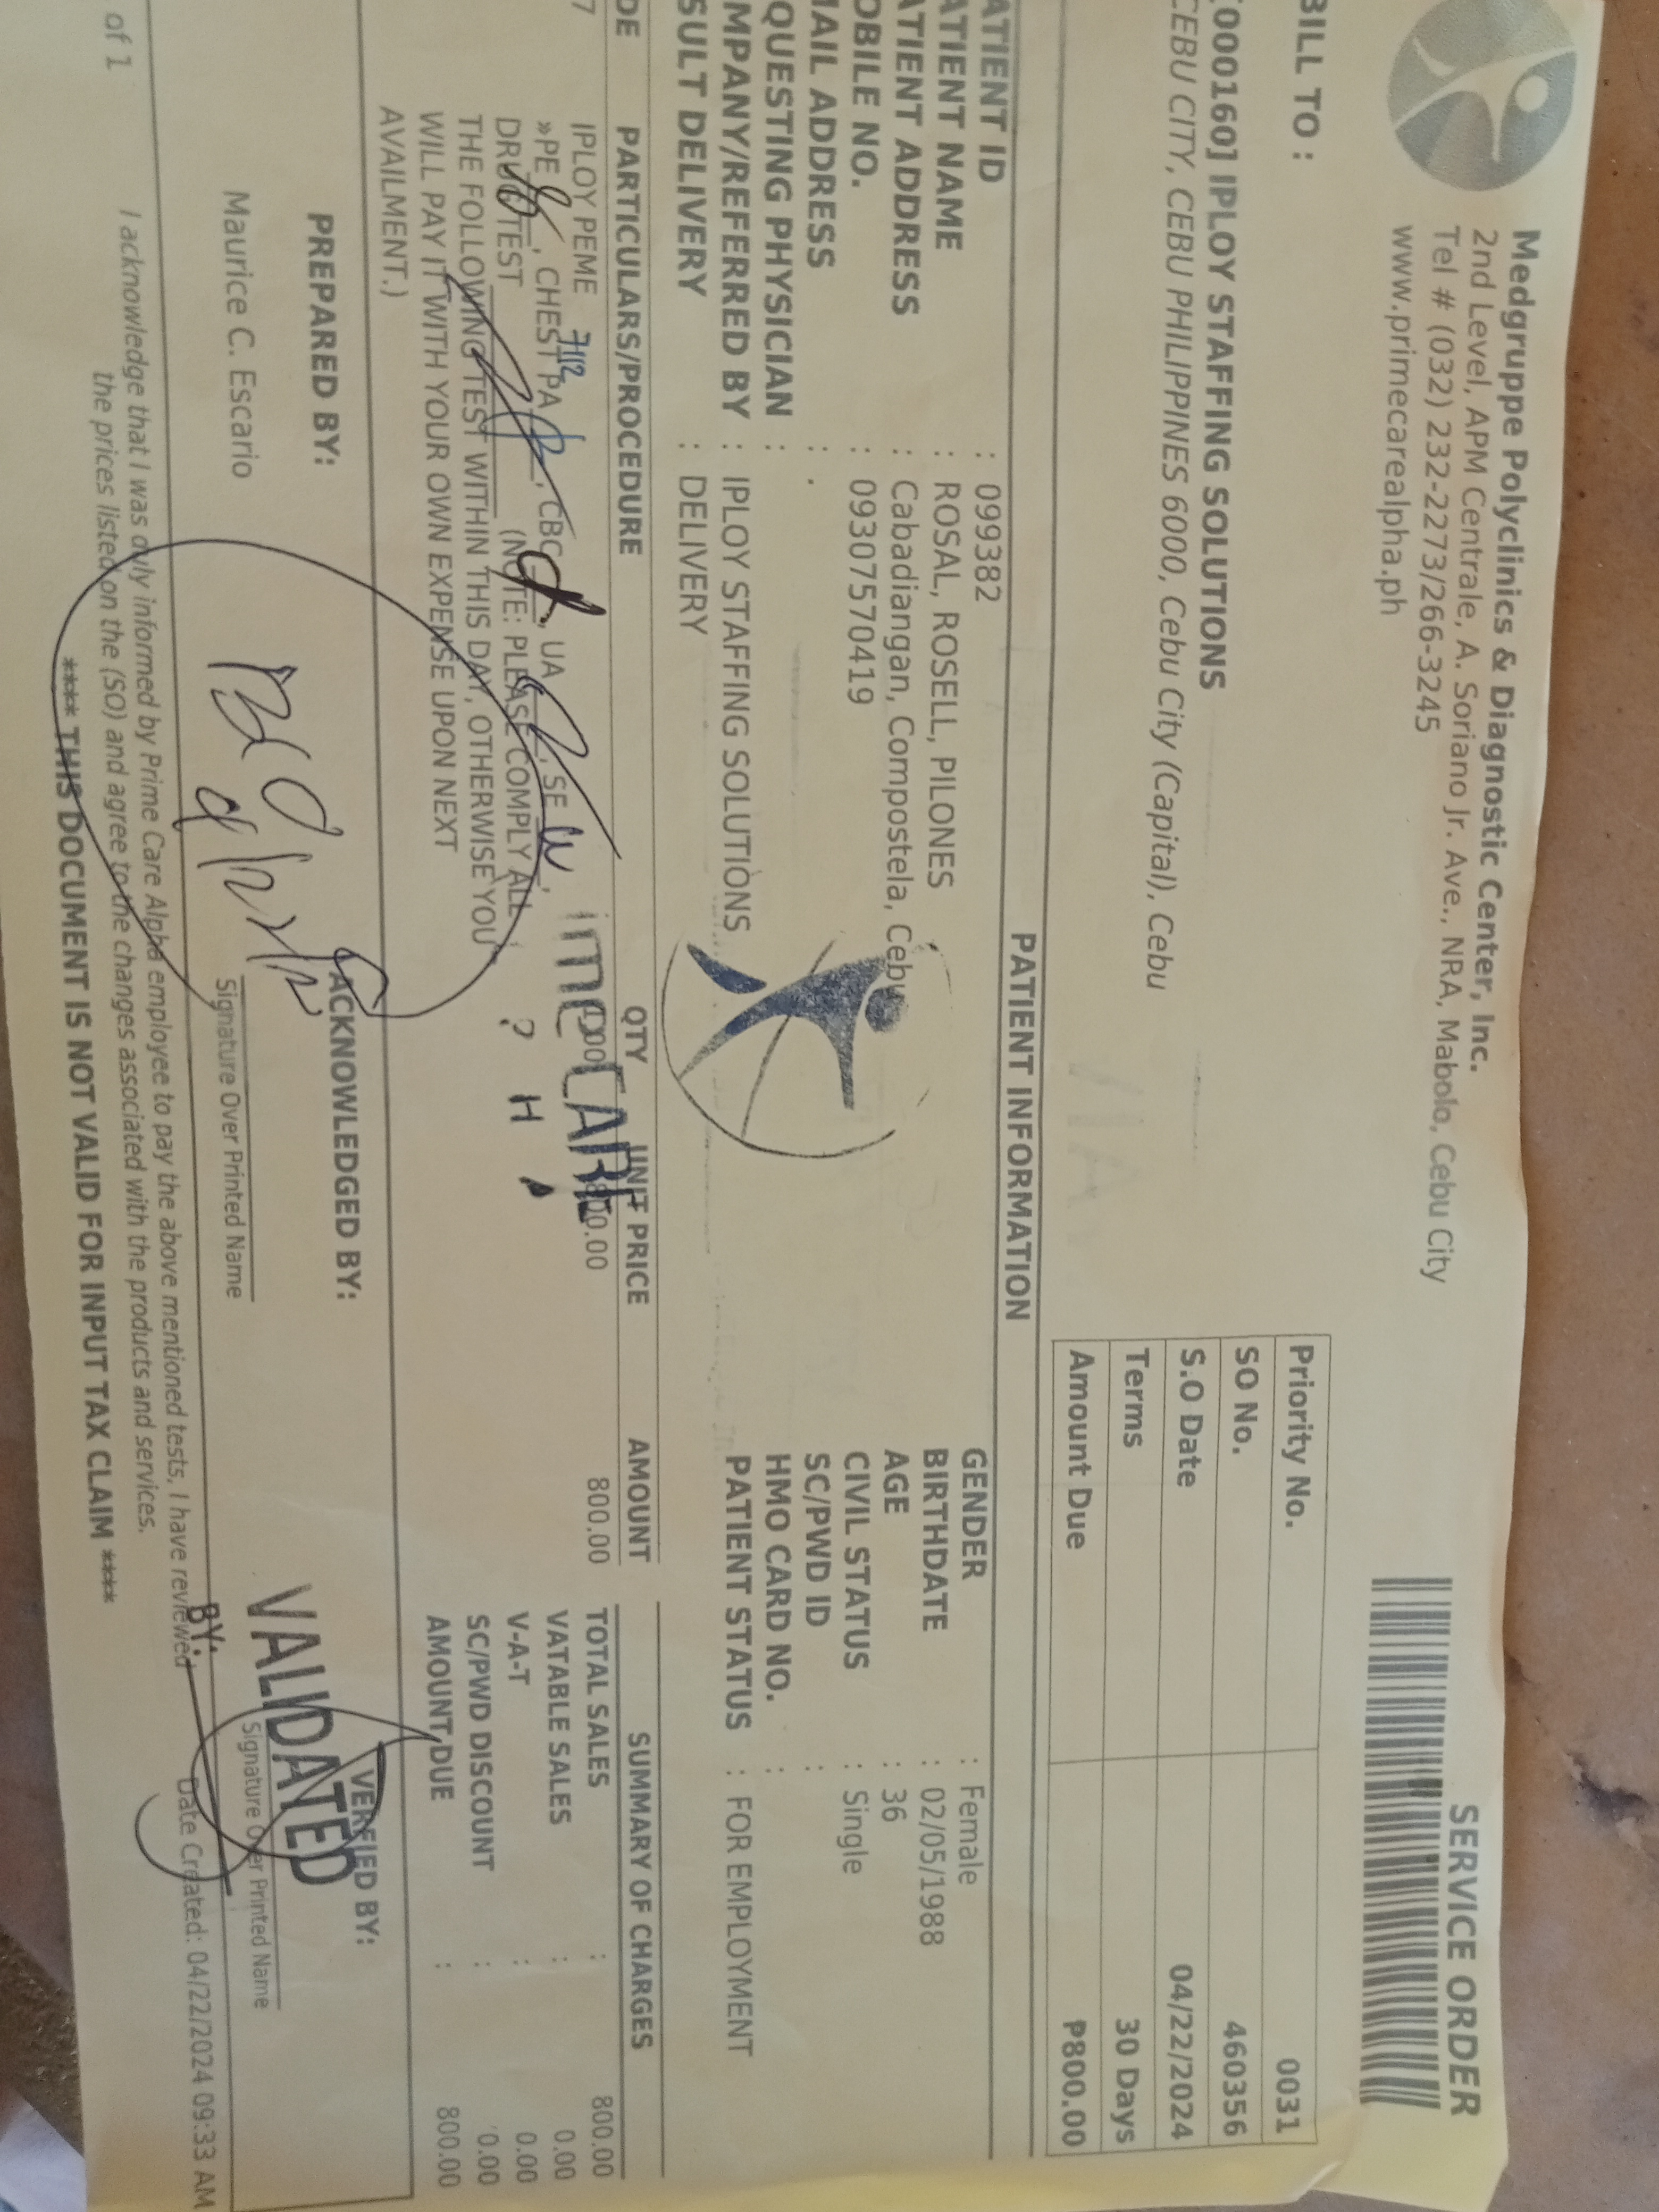 Medgruppe Polyclinics & Diagnostic Center, Inc.
2nd Level, APM Centrale, A. Soriano Jr. Ave., NRA, Mabolo, Cebu City
Tel # (032) 232-2273/266-3245
www.primecarealpha.ph
SERVICE ORDER
BILL TO :
[000160] IPLOY STAFFING SOLUTIONS
CEBU CITY, CEBU PHILIPPINES 6000, Cebu City (Capital), Cebu
Priority No. 0031
SO No. 460356
S.O Date 04/22/2024
Terms 30 Days
Amount Due ₱800.00
PATIENT INFORMATION
ATIENT ID : 099382
ATIENT NAME : ROSAL, ROSELL, PILONES
ATIENT ADDRESS : Cabadiangan, Compostela, Cebu
OBILE NO. : 09307570419
MAIL ADDRESS : .
QUESTING PHYSICIAN :
MPANY/REFERRED BY : IPLOY STAFFING SOLUTIONS
SULT DELIVERY : DELIVERY
GENDER : Female
BIRTHDATE : 02/05/1988
AGE : 36
CIVIL STATUS : Single
SC/PWD ID :
HMO CARD NO. :
PATIENT STATUS : FOR EMPLOYMENT
DE PARTICULARS/PROCEDURE QTY UNIT PRICE AMOUNT
7 IPLOY PEME 800.00 800.00
»PE, CHEST PA, CBC, UA, SE,
DRUG TEST (NOTE: PLEASE COMPLY ALL
THE FOLLOWING TEST WITHIN THIS DAY, OTHERWISE YOU
WILL PAY IT WITH YOUR OWN EXPENSE UPON NEXT
AVAILMENT.)
imeCARE
SUMMARY OF CHARGES
TOTAL SALES : 800.00
VATABLE SALES : 0.00
V-A-T : 0.00
SC/PWD DISCOUNT : 0.00
AMOUNT DUE : 800.00
PREPARED BY:
Maurice C. Escario
ACKNOWLEDGED BY:
Signature Over Printed Name
VERIFIED BY:
VALIDATED
Signature Over Printed Name
BY:
I acknowledge that I was duly informed by Prime Care Alpha employee to pay the above mentioned tests, I have reviewed
the prices listed on the (SO) and agree to the changes associated with the products and services.
Date Created: 04/22/2024 09:33 AM
**** THIS DOCUMENT IS NOT VALID FOR INPUT TAX CLAIM ****
of 1